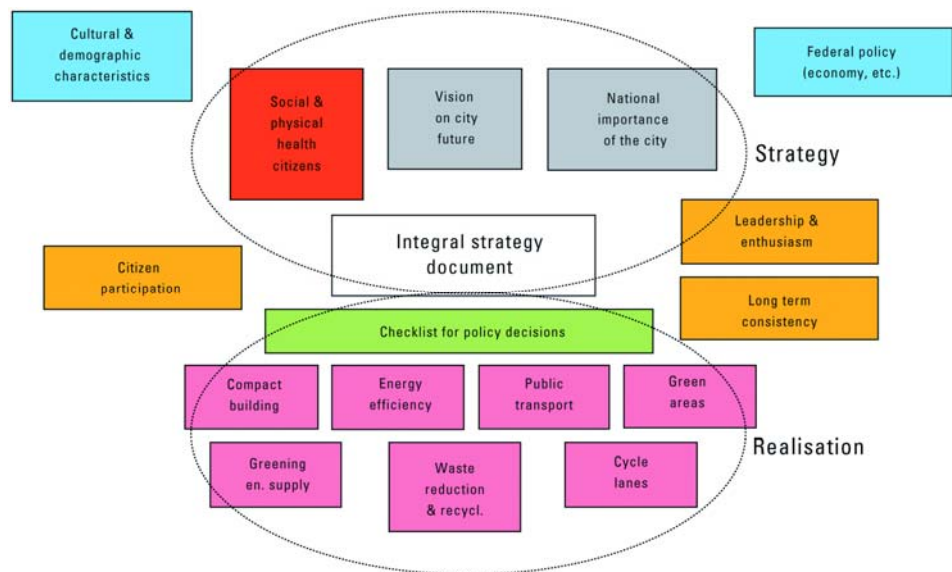 Cultural &
demographic
characteristics
Federal policy
(economy, etc.)
Social &
physical
health
citizens
Vision
on city
future
National
importance
of the city
Strategy
Leadership &
enthusiasm
Integral strategy
document
Citizen
participation
Long term
consistency
Checklist for policy decisions
Compact
building
Energy
efficiency
Public
transport
Green
areas
Realisation
Greening
en. supply
Waste
reduction
& recycl.
Cycle
lanes